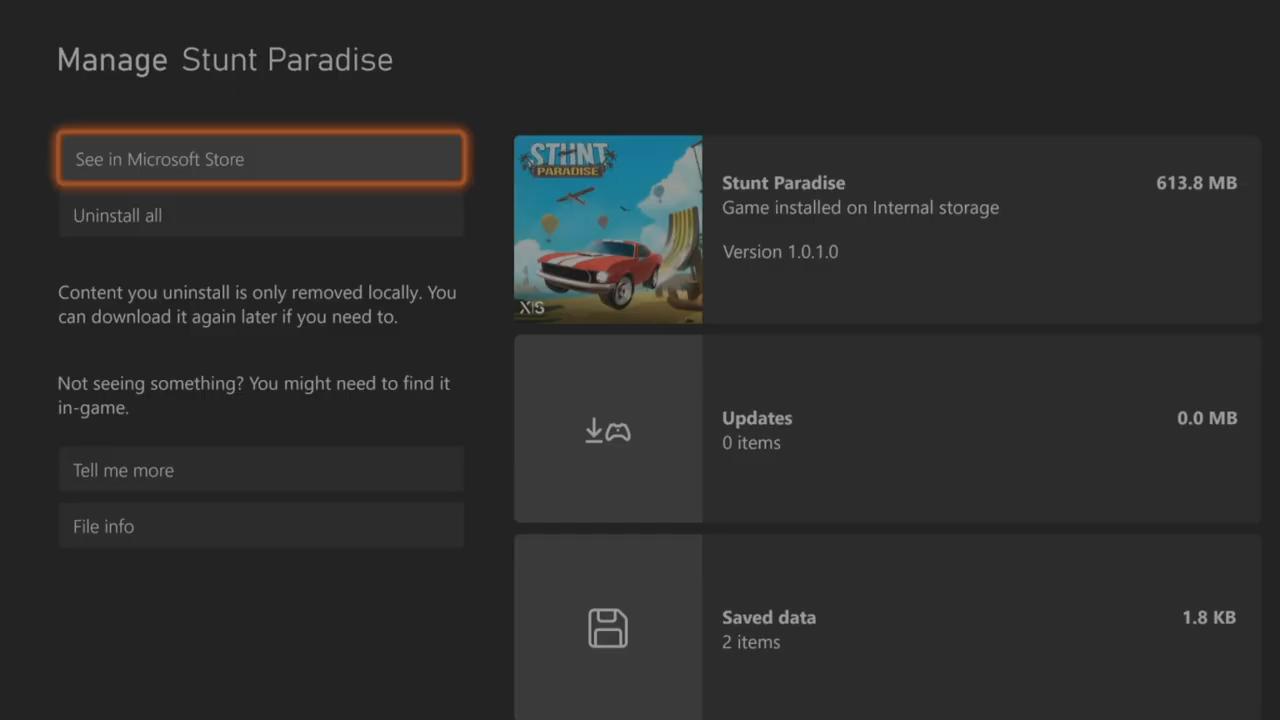 Manage Stunt Paradise
See in Microsoft Store
Uninstall all
Content you uninstall is only removed locally. You
can download it again later if you need to.
Not seeing something? You might need to find it
in-game.
Tell me more
File info
STUNT
PARADISE
X|S
Stunt Paradise
613.8 MB
Game installed on Internal storage
Version 1.0.1.0
Updates
0.0 MB
0 items
Saved data
1.8 KB
2 items